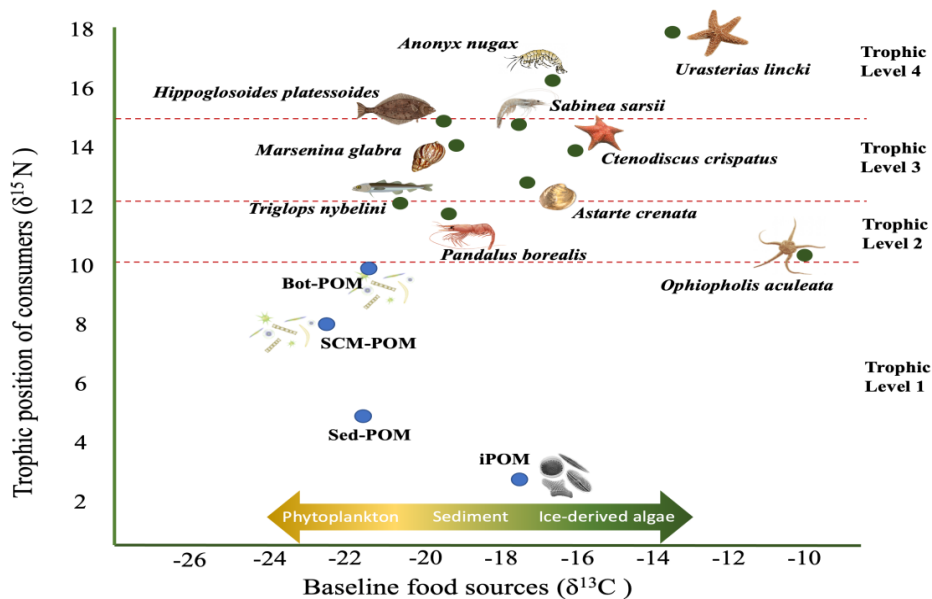 Trophic position of consumers (δ¹⁵ N)
18
16
14
12
10
8
6
4
2
Anonyx nugax
Urasterias lincki
Trophic
Level 4
Hippoglosoides platessoides
Sabinea sarsii
Marsenina glabra
Ctenodiscus crispatus
Trophic
Level 3
Triglops nybelini
Astarte crenata
Pandalus borealis
Trophic
Level 2
Bot-POM
Ophiopholis aculeata
SCM-POM
Trophic
Level 1
Sed-POM
iPOM
Phytoplankton Sediment Ice-derived algae
-26 -24 -22 -20 -18 -16 -14 -12 -10
Baseline food sources (δ¹³C )